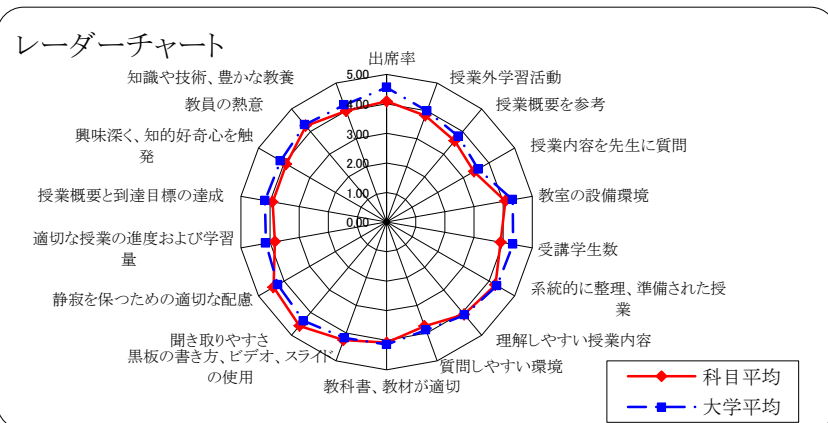 レーダーチャート
出席率
授業外学習活動
授業概要を参考
授業内容を先生に質問
教室の設備環境
受講学生数
系統的に整理、準備された授
業
理解しやすい授業内容
質問しやすい環境
教科書、教材が適切
黒板の書き方、ビデオ、スライド
の使用
聞き取りやすさ
静寂を保つための適切な配慮
適切な授業の進度および学習
量
授業概要と到達目標の達成
興味深く、知的好奇心を触
発
教員の熱意
知識や技術、豊かな教養
5.00
4.00
3.00
2.00
1.00
0.00
科目平均
大学平均